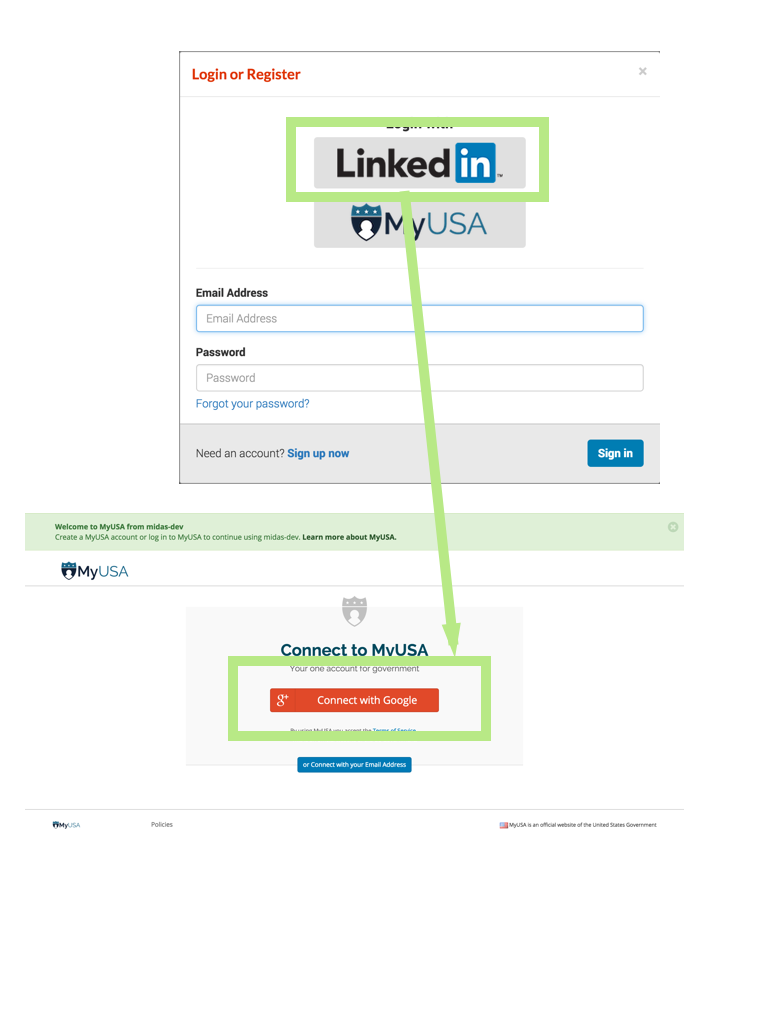 Login or Register
×
Login with
Linked in ™
MyUSA
Email Address
Email Address
Password
Password
Forgot your password?
Need an account? Sign up now
Sign in
Welcome to MyUSA from midas-dev
Create a MyUSA account or log in to MyUSA to continue using midas-dev. Learn more about MyUSA.
MyUSA
Connect to MyUSA
Your one account for government
g+ Connect with Google
By using MyUSA you accept the Terms of Service
or Connect with your Email Address
MyUSA
Policies
MyUSA is an official website of the United States Government